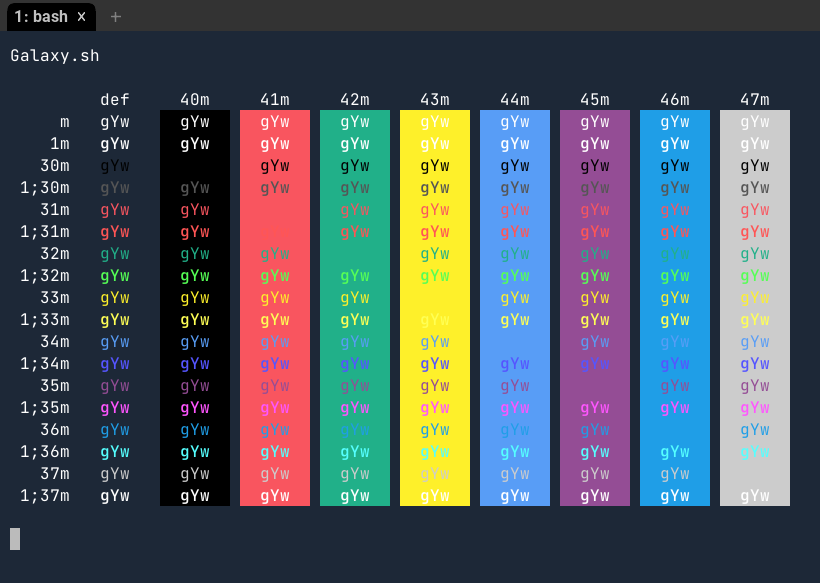 1: bash × +
Galaxy.sh
def 40m 41m 42m 43m 44m 45m 46m 47m
m gYw gYw gYw gYw gYw gYw gYw gYw gYw
1m gYw gYw gYw gYw gYw gYw gYw gYw gYw
30m gYw gYw gYw gYw gYw gYw gYw gYw
1;30m gYw gYw gYw gYw gYw gYw gYw gYw gYw
31m gYw gYw gYw gYw gYw gYw gYw gYw
1;31m gYw gYw gYw gYw gYw gYw gYw gYw
32m gYw gYw gYw gYw gYw gYw gYw gYw
1;32m gYw gYw gYw gYw gYw gYw gYw gYw gYw
33m gYw gYw gYw gYw gYw gYw gYw gYw
1;33m gYw gYw gYw gYw gYw gYw gYw gYw gYw
34m gYw gYw gYw gYw gYw gYw gYw gYw
1;34m gYw gYw gYw gYw gYw gYw gYw gYw gYw
35m gYw gYw gYw gYw gYw gYw gYw gYw
1;35m gYw gYw gYw gYw gYw gYw gYw gYw gYw
36m gYw gYw gYw gYw gYw gYw gYw gYw
1;36m gYw gYw gYw gYw gYw gYw gYw gYw gYw
37m gYw gYw gYw gYw gYw gYw gYw gYw
1;37m gYw gYw gYw gYw gYw gYw gYw gYw gYw